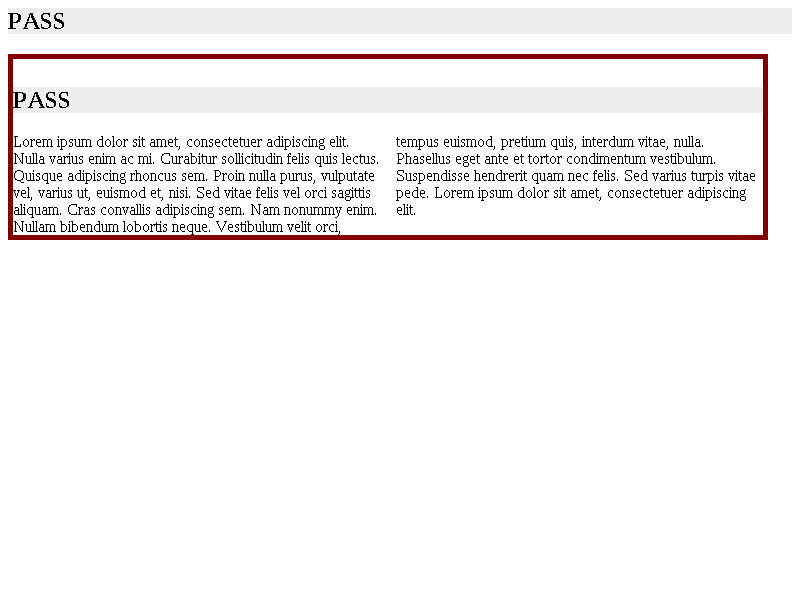 PASS
PASS
Lorem ipsum dolor sit amet, consectetuer adipiscing elit.
Nulla varius enim ac mi. Curabitur sollicitudin felis quis lectus.
Quisque adipiscing rhoncus sem. Proin nulla purus, vulputate
vel, varius ut, euismod et, nisi. Sed vitae felis vel orci sagittis
aliquam. Cras convallis adipiscing sem. Nam nonummy enim.
Nullam bibendum lobortis neque. Vestibulum velit orci,
tempus euismod, pretium quis, interdum vitae, nulla.
Phasellus eget ante et tortor condimentum vestibulum.
Suspendisse hendrerit quam nec felis. Sed varius turpis vitae
pede. Lorem ipsum dolor sit amet, consectetuer adipiscing
elit.